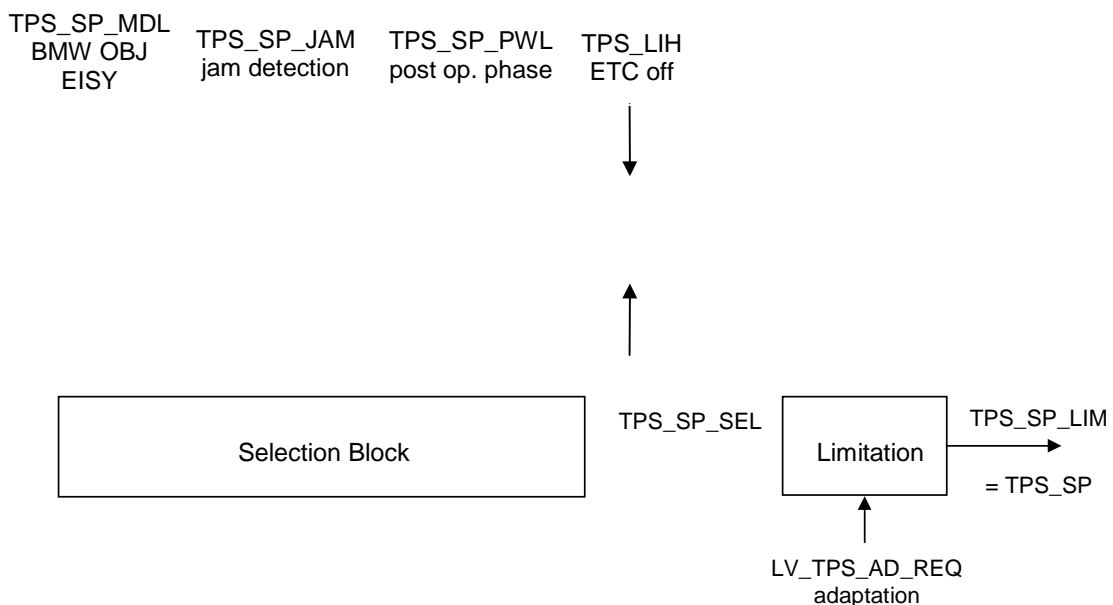 TPS_SP_MDL
BMW OBJ
EISY
TPS_SP_JAM
jam detection
TPS_SP_PWL
post op. phase
TPS_LIH
ETC off
Selection Block
TPS_SP_SEL
Limitation
TPS_SP_LIM
= TPS_SP
LV_TPS_AD_REQ
adaptation